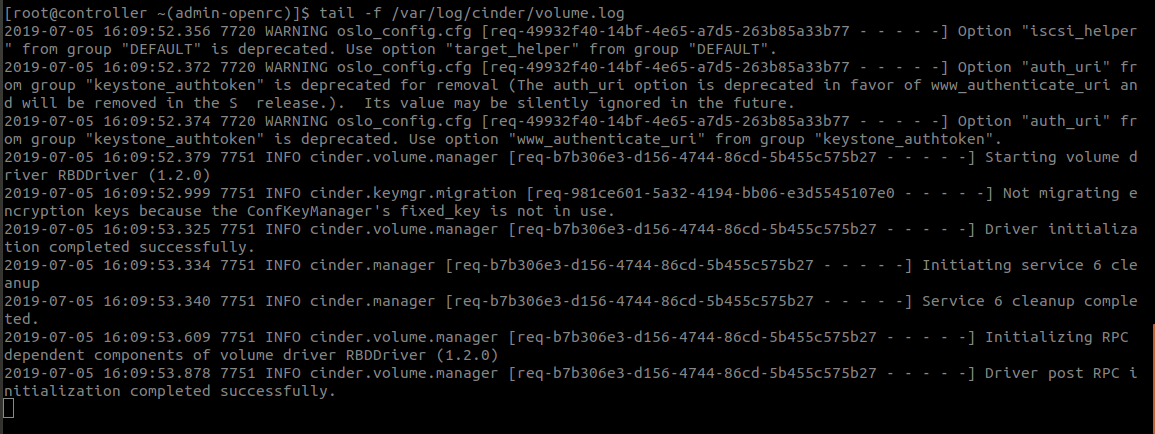 [root@controller ~(admin-openrc)]$ tail -f /var/log/cinder/volume.log
2019-07-05 16:09:52.356 7720 WARNING oslo_config.cfg [req-49932f40-14bf-4e65-a7d5-263b85a33b77 - - - - -] Option "iscsi_helper
" from group "DEFAULT" is deprecated. Use option "target_helper" from group "DEFAULT".
2019-07-05 16:09:52.372 7720 WARNING oslo_config.cfg [req-49932f40-14bf-4e65-a7d5-263b85a33b77 - - - - -] Option "auth_uri" fr
om group "keystone_authtoken" is deprecated for removal (The auth_uri option is deprecated in favor of www_authenticate_uri an
d will be removed in the S  release.).  Its value may be silently ignored in the future.
2019-07-05 16:09:52.374 7720 WARNING oslo_config.cfg [req-49932f40-14bf-4e65-a7d5-263b85a33b77 - - - - -] Option "auth_uri" fr
om group "keystone_authtoken" is deprecated. Use option "www_authenticate_uri" from group "keystone_authtoken".
2019-07-05 16:09:52.379 7751 INFO cinder.volume.manager [req-b7b306e3-d156-4744-86cd-5b455c575b27 - - - - -] Starting volume d
river RBDDriver (1.2.0)
2019-07-05 16:09:52.999 7751 INFO cinder.keymgr.migration [req-981ce601-5a32-4194-bb06-e3d5545107e0 - - - - -] Not migrating e
ncryption keys because the ConfKeyManager's fixed_key is not in use.
2019-07-05 16:09:53.325 7751 INFO cinder.volume.manager [req-b7b306e3-d156-4744-86cd-5b455c575b27 - - - - -] Driver initializa
tion completed successfully.
2019-07-05 16:09:53.334 7751 INFO cinder.manager [req-b7b306e3-d156-4744-86cd-5b455c575b27 - - - - -] Initiating service 6 cle
anup
2019-07-05 16:09:53.340 7751 INFO cinder.manager [req-b7b306e3-d156-4744-86cd-5b455c575b27 - - - - -] Service 6 cleanup comple
ted.
2019-07-05 16:09:53.609 7751 INFO cinder.volume.manager [req-b7b306e3-d156-4744-86cd-5b455c575b27 - - - - -] Initializing RPC
dependent components of volume driver RBDDriver (1.2.0)
2019-07-05 16:09:53.878 7751 INFO cinder.volume.manager [req-b7b306e3-d156-4744-86cd-5b455c575b27 - - - - -] Driver post RPC i
nitialization completed successfully.